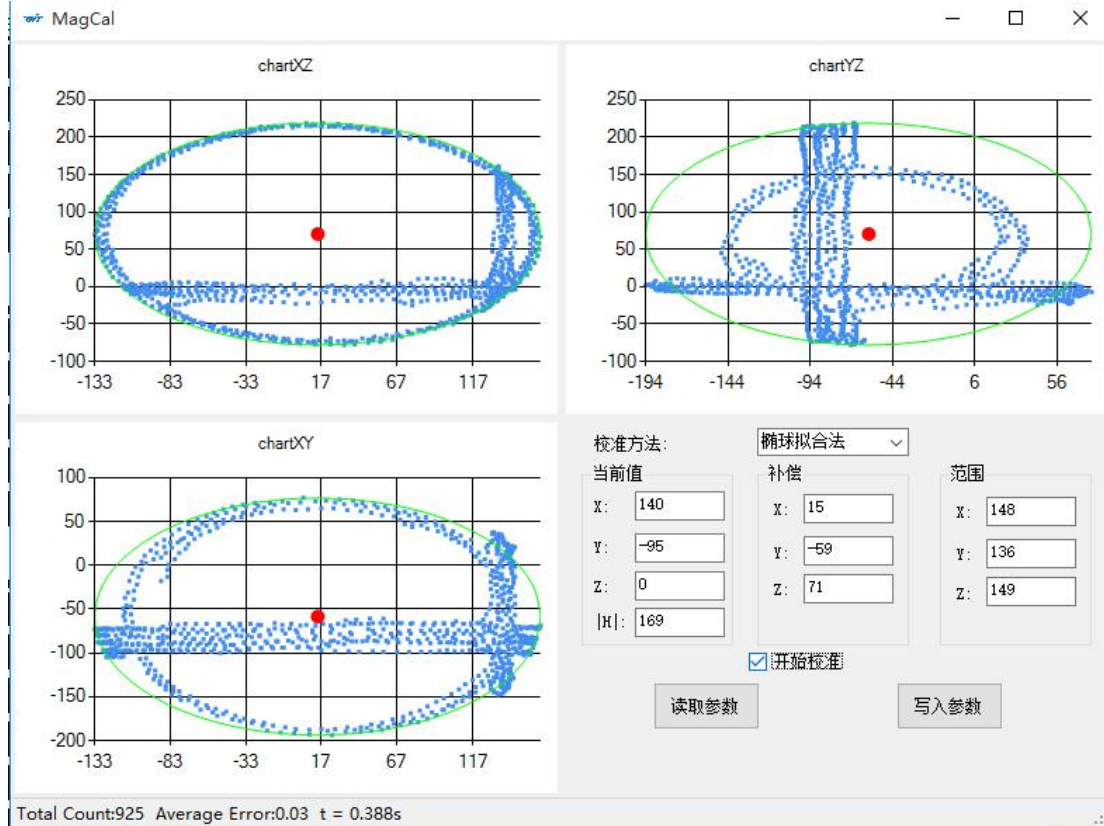 MagCal
chartXZ
250
200
150
100
50
0
-50
-100
-133 -83 -33 17 67 117
chartYZ
250
200
150
100
50
0
-50
-100
-194 -144 -94 -44 6 56
chartXY
100
50
0
-50
-100
-150
-200
-133 -83 -33 17 67 117
校准方法: 椭球拟合法
当前值
X: 140
Y: -95
Z: 0
|H|: 169
补偿
X: 15
Y: -59
Z: 71
范围
X: 148
Y: 136
Z: 149
开始校准
读取参数 写入参数
Total Count:925 Average Error:0.03 t = 0.388s